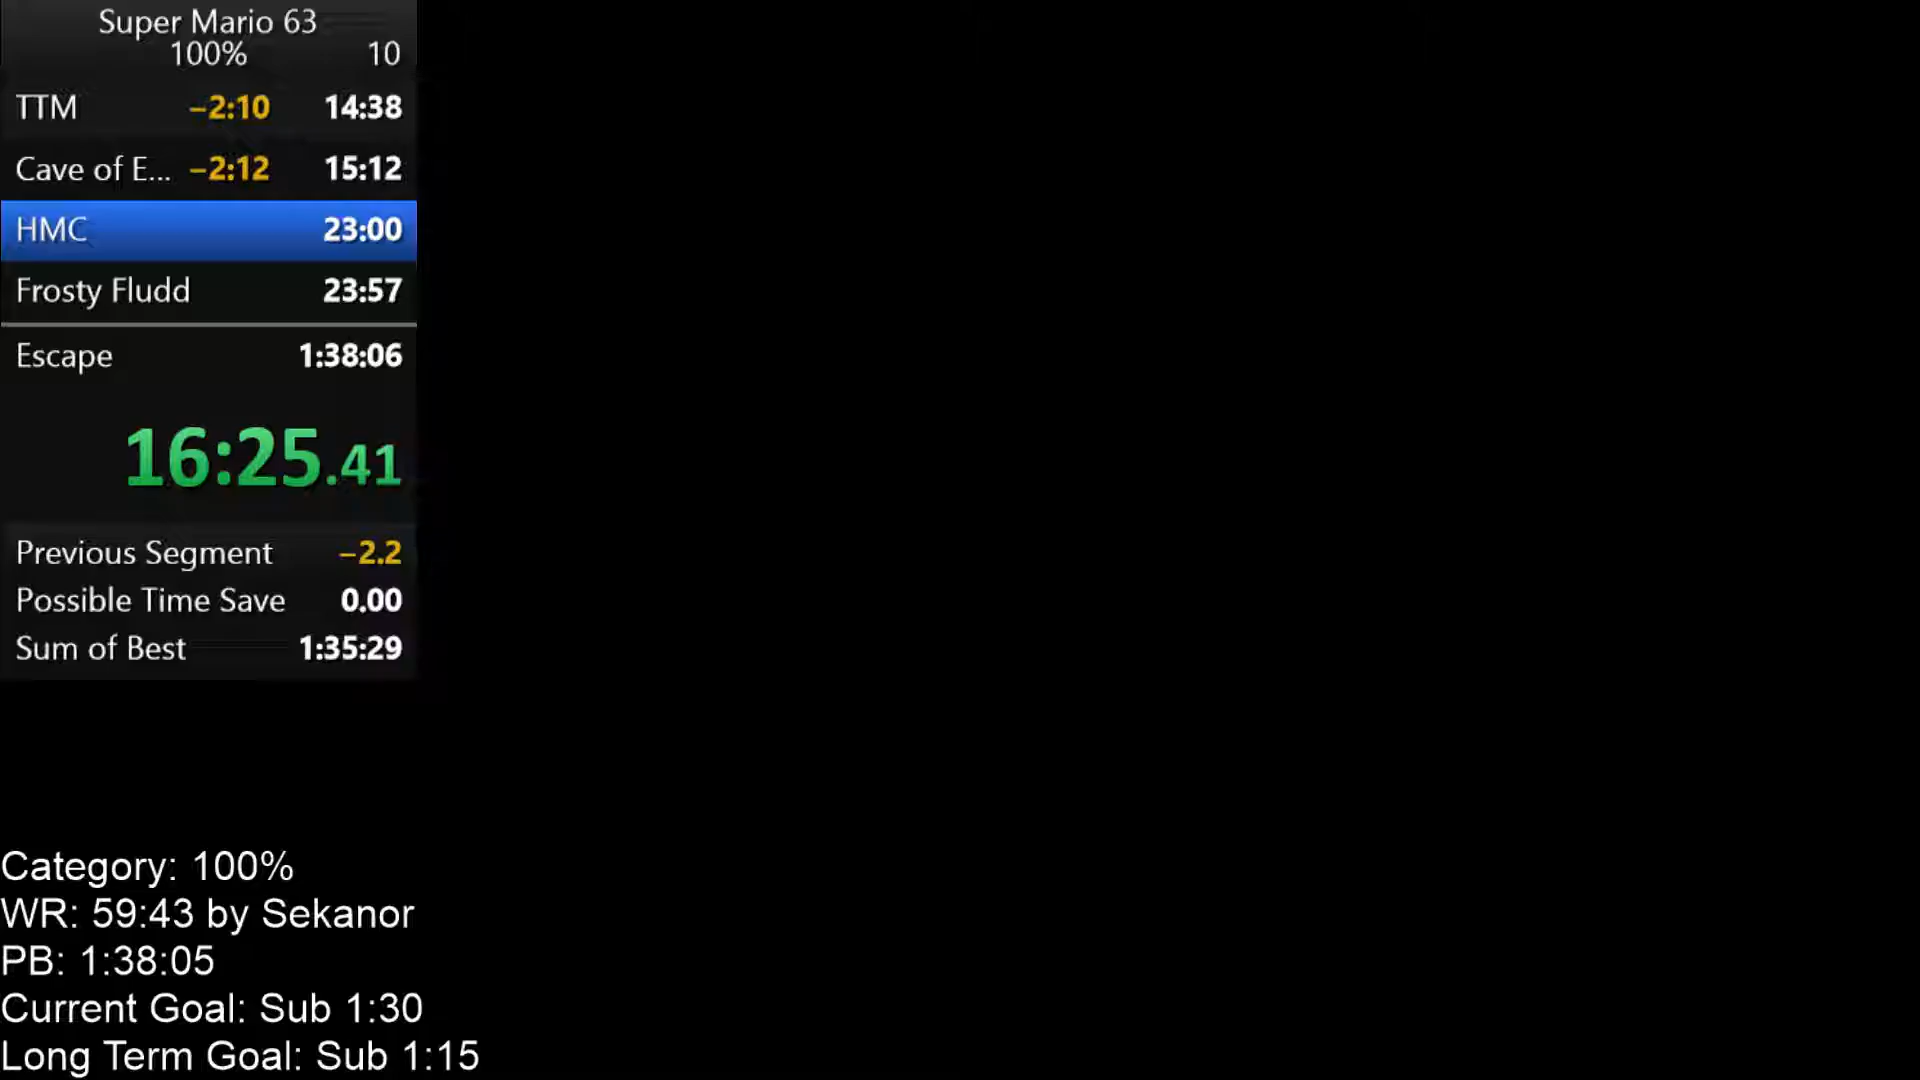 Super Mario 63
100% 10
TTM −2:10 14:38
Cave of E... −2:12 15:12
HMC 23:00
Frosty Fludd 23:57
Escape 1:38:06
16:25.41
Previous Segment −2.2
Possible Time Save 0.00
Sum of Best 1:35:29
Category: 100%
WR: 59:43 by Sekanor
PB: 1:38:05
Current Goal: Sub 1:30
Long Term Goal: Sub 1:15